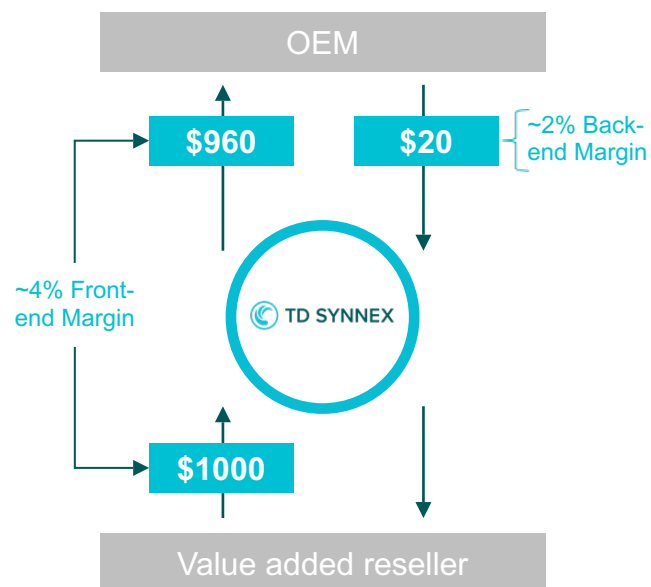 OEM
$960
$20
~2% Back-
end Margin
~4% Front-
end Margin
TD SYNNEX
$1000
Value added reseller